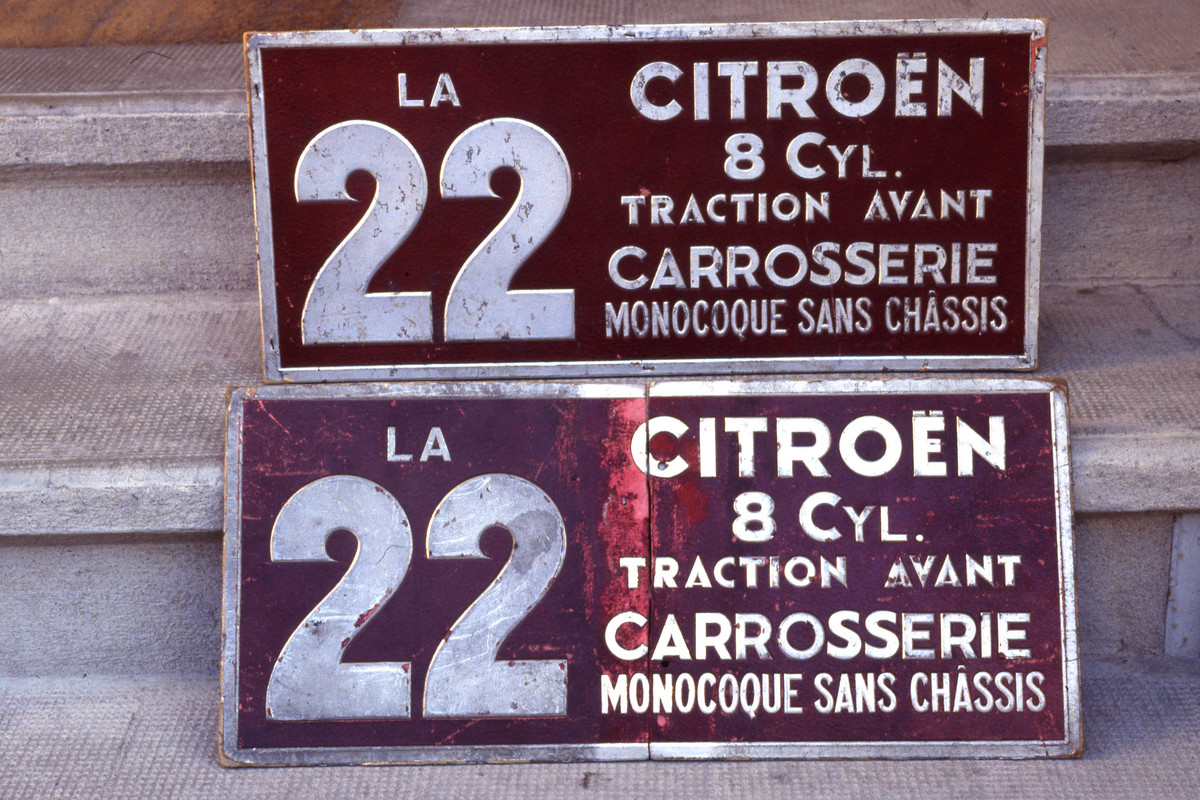 LA
22
CITROËN
8 CYL.
TRACTION AVANT
CARROSSERIE
MONOCOQUE SANS CHÂSSIS
LA
22
CITROËN
8 CYL.
TRACTION AVANT
CARROSSERIE
MONOCOQUE SANS CHÂSSIS